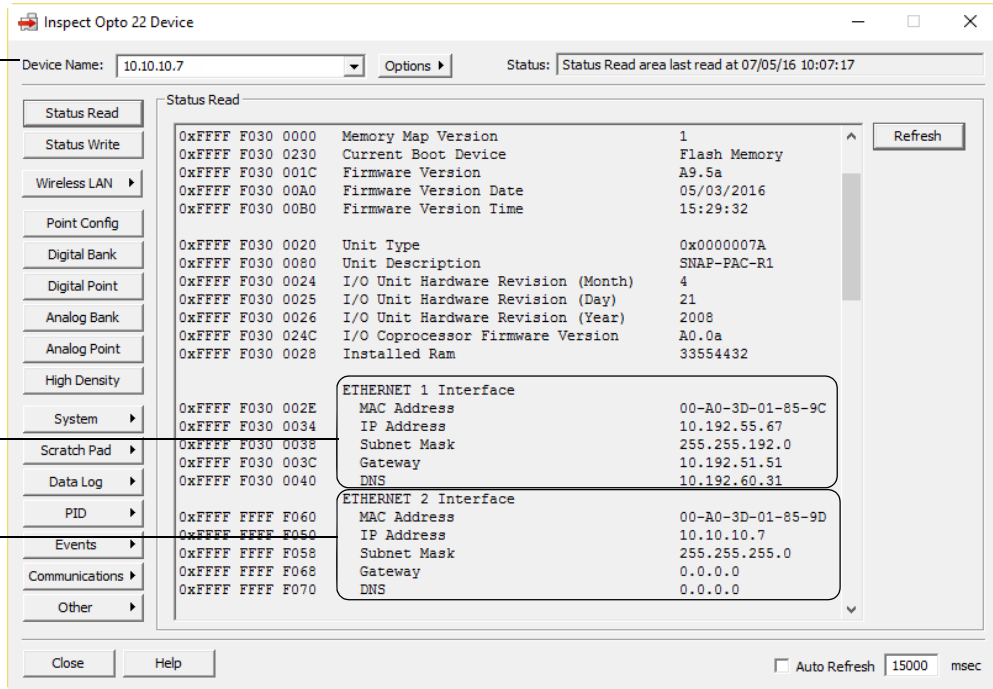 Inspect Opto 22 Device
Device Name: 10.10.10.7 Options Status: Status Read area last read at 07/05/16 10:07:17
Status Read
Status Write
Wireless LAN
Point Config
Digital Bank
Digital Point
Analog Bank
Analog Point
High Density
System
Scratch Pad
Data Log
PID
Events
Communications
Other
Status Read
0xFFFF F030 0000 Memory Map Version 1
0xFFFF F030 0230 Current Boot Device Flash Memory
0xFFFF F030 001C Firmware Version A9.5a
0xFFFF F030 00A0 Firmware Version Date 05/03/2016
0xFFFF F030 00B0 Firmware Version Time 15:29:32
0xFFFF F030 0020 Unit Type 0x0000007A
0xFFFF F030 0080 Unit Description SNAP-PAC-R1
0xFFFF F030 0024 I/O Unit Hardware Revision (Month) 4
0xFFFF F030 0025 I/O Unit Hardware Revision (Day) 21
0xFFFF F030 0026 I/O Unit Hardware Revision (Year) 2008
0xFFFF F030 024C I/O Coprocessor Firmware Version A0.0a
0xFFFF F030 0028 Installed Ram 33554432
ETHERNET 1 Interface
0xFFFF F030 002E MAC Address 00-A0-3D-01-85-9C
0xFFFF F030 0034 IP Address 10.192.55.67
0xFFFF F030 0038 Subnet Mask 255.255.192.0
0xFFFF F030 003C Gateway 10.192.51.51
0xFFFF F030 0040 DNS 10.192.60.31
ETHERNET 2 Interface
0xFFFF FFFF F060 MAC Address 00-A0-3D-01-85-9D
0xFFFF FFFF F050 IP Address 10.10.10.7
0xFFFF FFFF F058 Subnet Mask 255.255.255.0
0xFFFF FFFF F068 Gateway 0.0.0.0
0xFFFF FFFF F070 DNS 0.0.0.0
Refresh
Close Help Auto Refresh 15000 msec